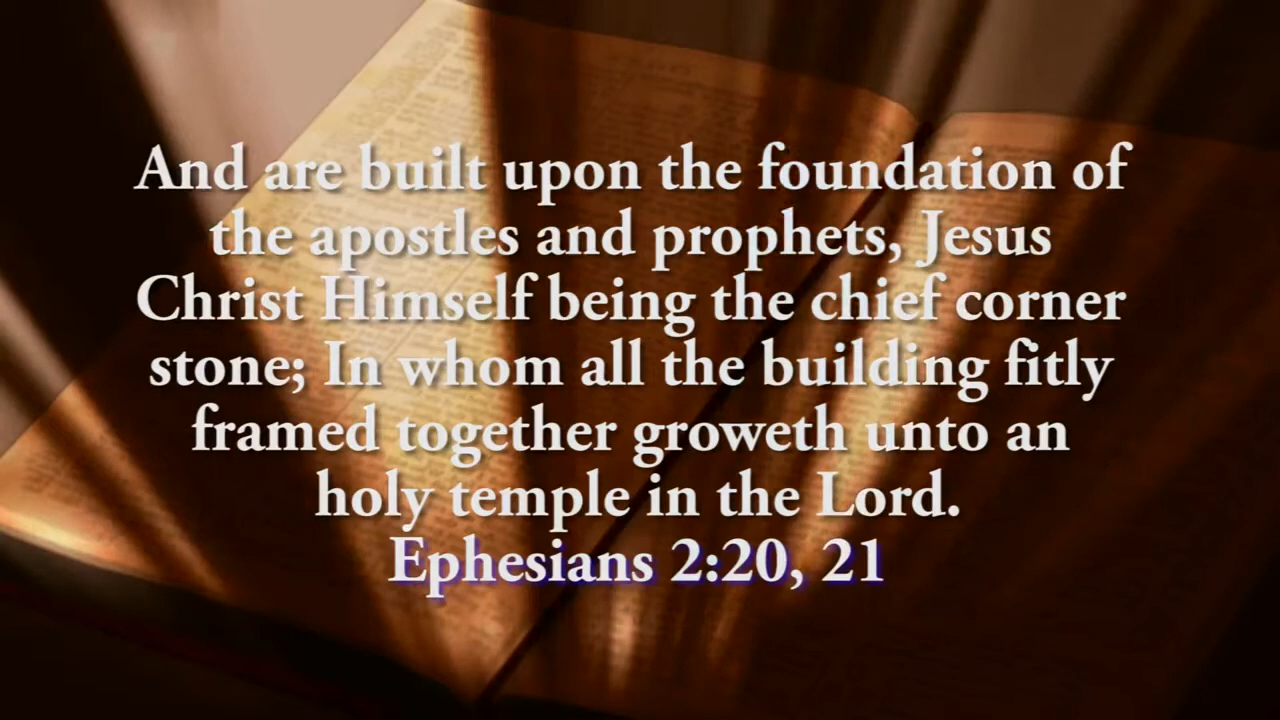 And are built upon the foundation of
the apostles and prophets, Jesus
Christ Himself being the chief corner
stone; In whom all the building fitly
framed together groweth unto an
holy temple in the Lord.
Ephesians 2:20, 21